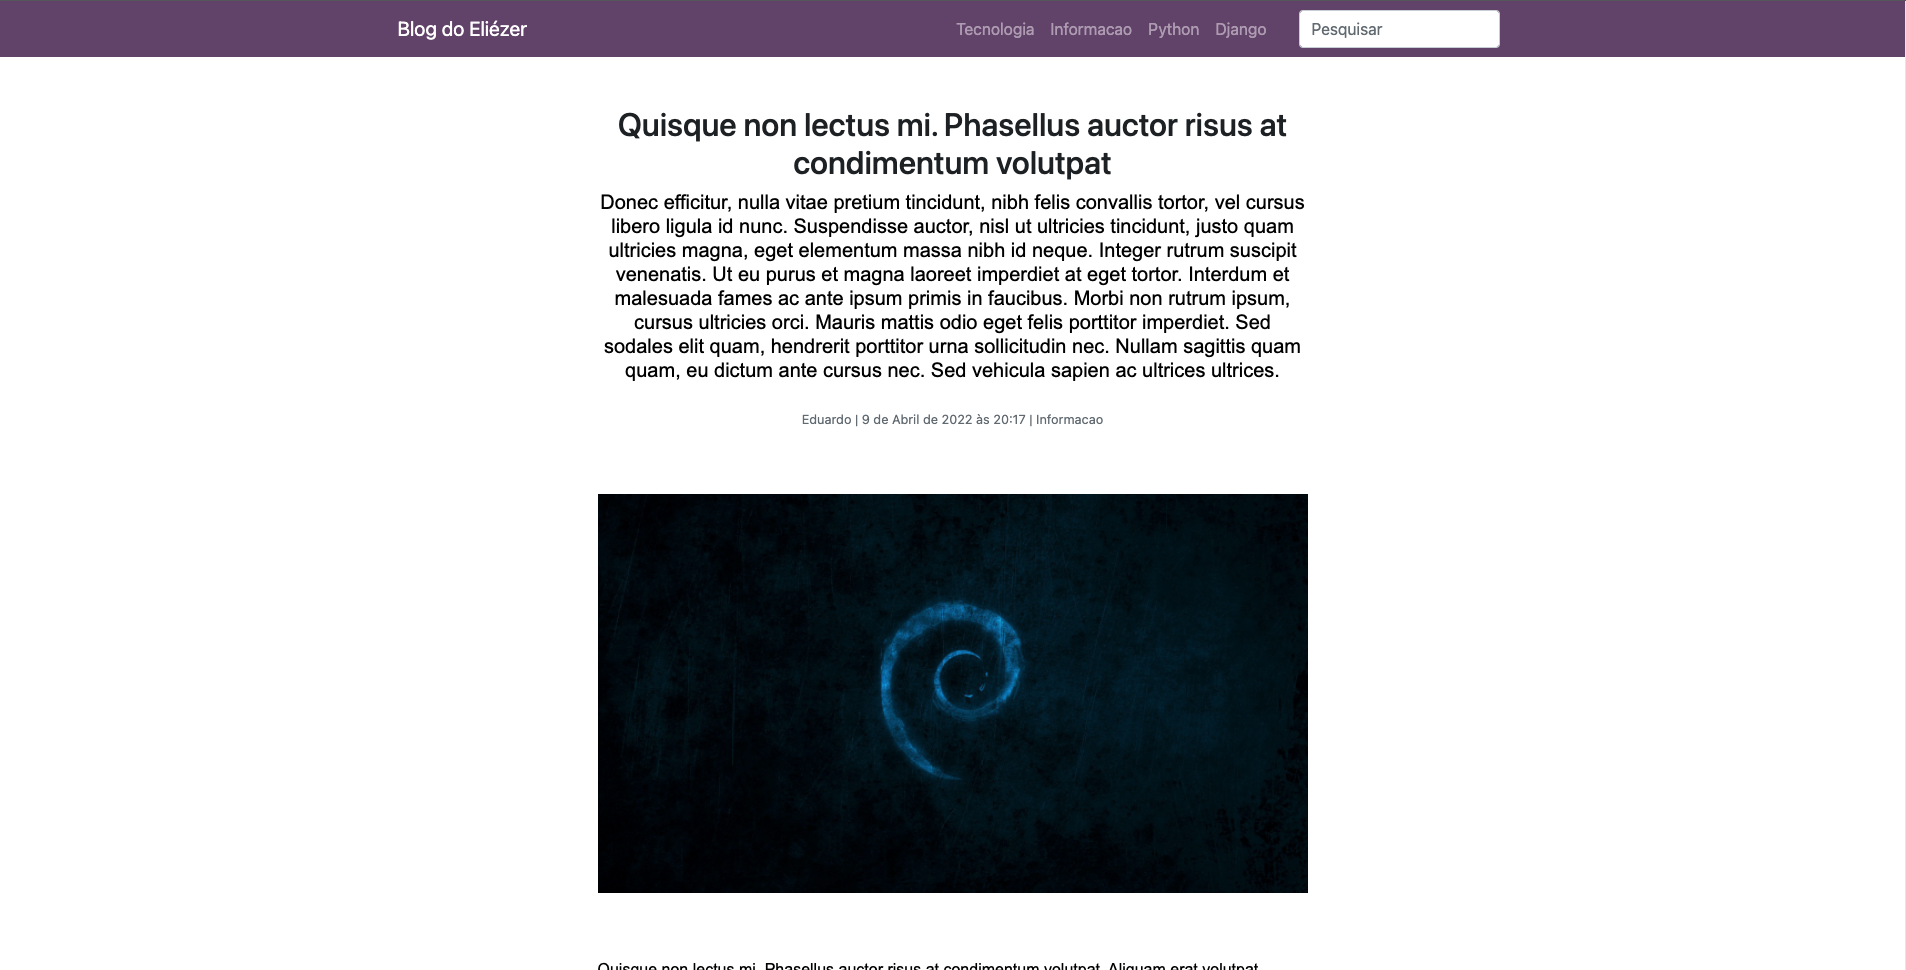 Blog do Eliézer
Tecnologia Informacao Python Django Pesquisar
Quisque non lectus mi. Phasellus auctor risus at
condimentum volutpat
Donec efficitur, nulla vitae pretium tincidunt, nibh felis convallis tortor, vel cursus
libero ligula id nunc. Suspendisse auctor, nisl ut ultricies tincidunt, justo quam
ultricies magna, eget elementum massa nibh id neque. Integer rutrum suscipit
venenatis. Ut eu purus et magna laoreet imperdiet at eget tortor. Interdum et
malesuada fames ac ante ipsum primis in faucibus. Morbi non rutrum ipsum,
cursus ultricies orci. Mauris mattis odio eget felis porttitor imperdiet. Sed
sodales elit quam, hendrerit porttitor urna sollicitudin nec. Nullam sagittis quam
quam, eu dictum ante cursus nec. Sed vehicula sapien ac ultrices ultrices.
Eduardo | 9 de Abril de 2022 às 20:17 | Informacao
Quisque non lectus mi. Phasellus auctor risus at condimentum volutpat. Aliquam erat volutpat.